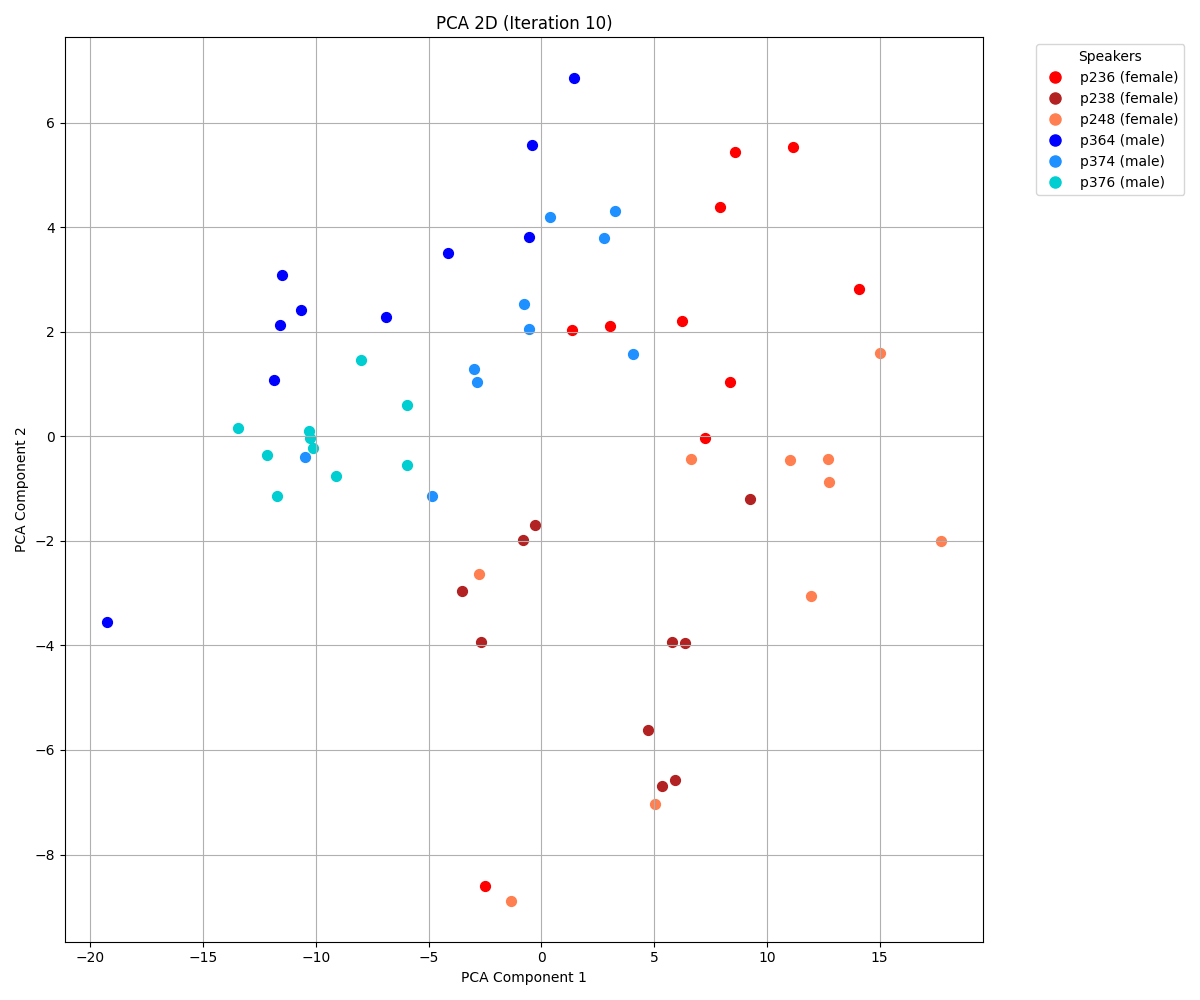 PCA 2D (Iteration 10)
Speakers
p236 (female)
p238 (female)
p248 (female)
p364 (male)
p374 (male)
p376 (male)
PCA Component 2
6
4
2
0
−2
−4
−6
−8
−20 −15 −10 −5 0 5 10 15
PCA Component 1